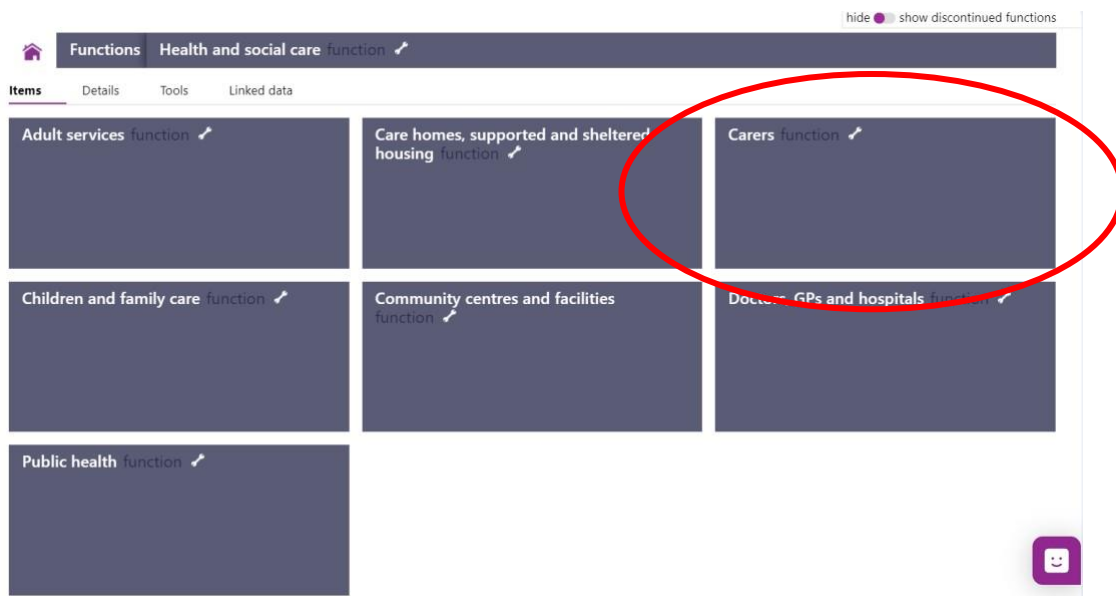 hide show discontinued functions
Functions Health and social care function
Items Details Tools Linked data
Adult services function
Care homes, supported and sheltered
housing function
Carers function
Children and family care function
Community centres and facilities
function
Doctors, GPs and hospitals function
Public health function